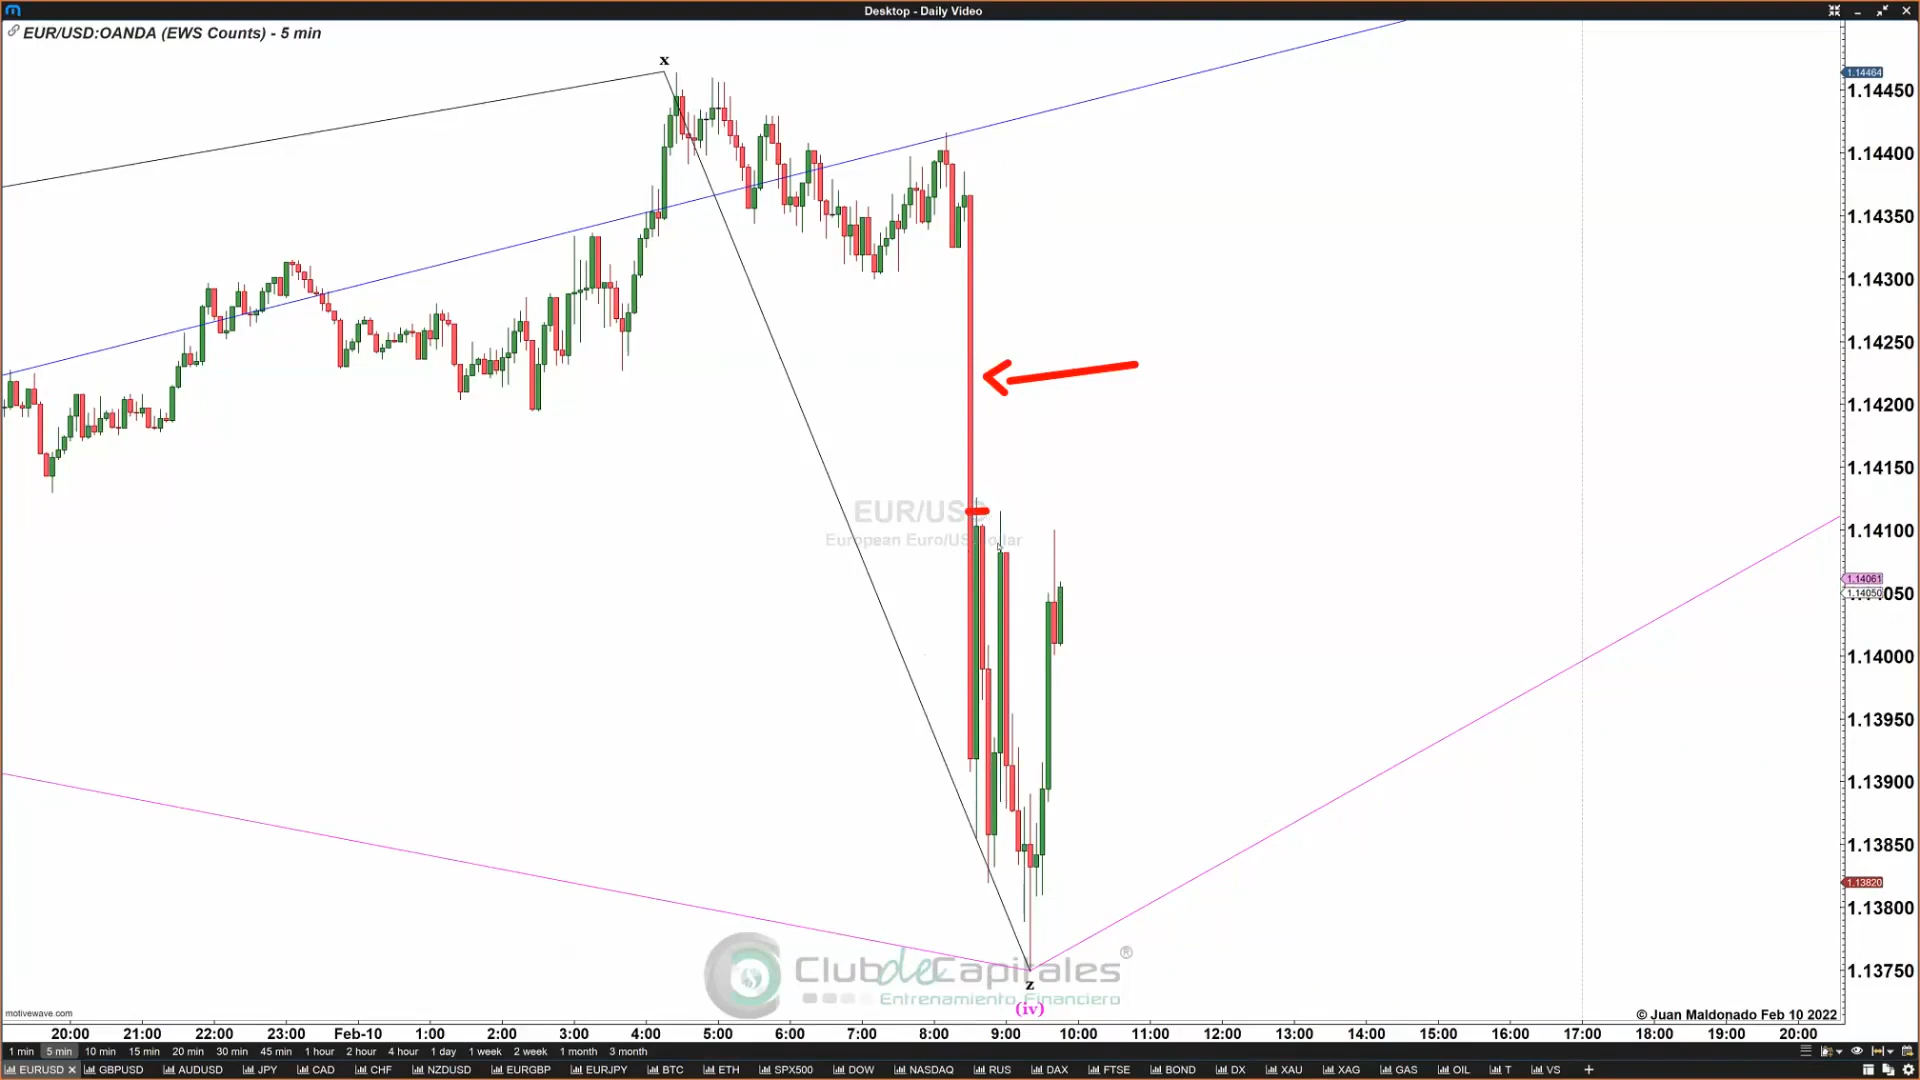 Desktop - Daily Video
EUR/USD:OANDA (EWS Counts) - 5 min
x
1.14464
1.14450
1.14400
1.14350
1.14300
1.14250
1.14200
1.14150
EUR/USD
European Euro/US Dollar
1.14100
1.14061
1.14050
1.14000
1.13950
1.13900
1.13850
1.13820
1.13800
ClubdeCapitales®
Entrenamiento Financiero
1.13750
z
(iv)
motivewave.com
© Juan Maldonado Feb 10 2022
20:00 21:00 22:00 23:00 Feb-10 1:00 2:00 3:00 4:00 5:00 6:00 7:00 8:00 9:00 10:00 11:00 12:00 13:00 14:00 15:00 16:00 17:00 18:00 19:00 20:00
1 min 5 min 10 min 15 min 20 min 30 min 45 min 1 hour 2 hour 4 hour 1 day 1 week 2 week 1 month 3 month
EURUSD GBPUSD AUDUSD JPY CAD CHF NZDUSD EURGBP EURJPY BTC ETH SPX500 DOW NASDAQ RUS DAX FTSE BOND DX XAU XAG GAS OIL T VS